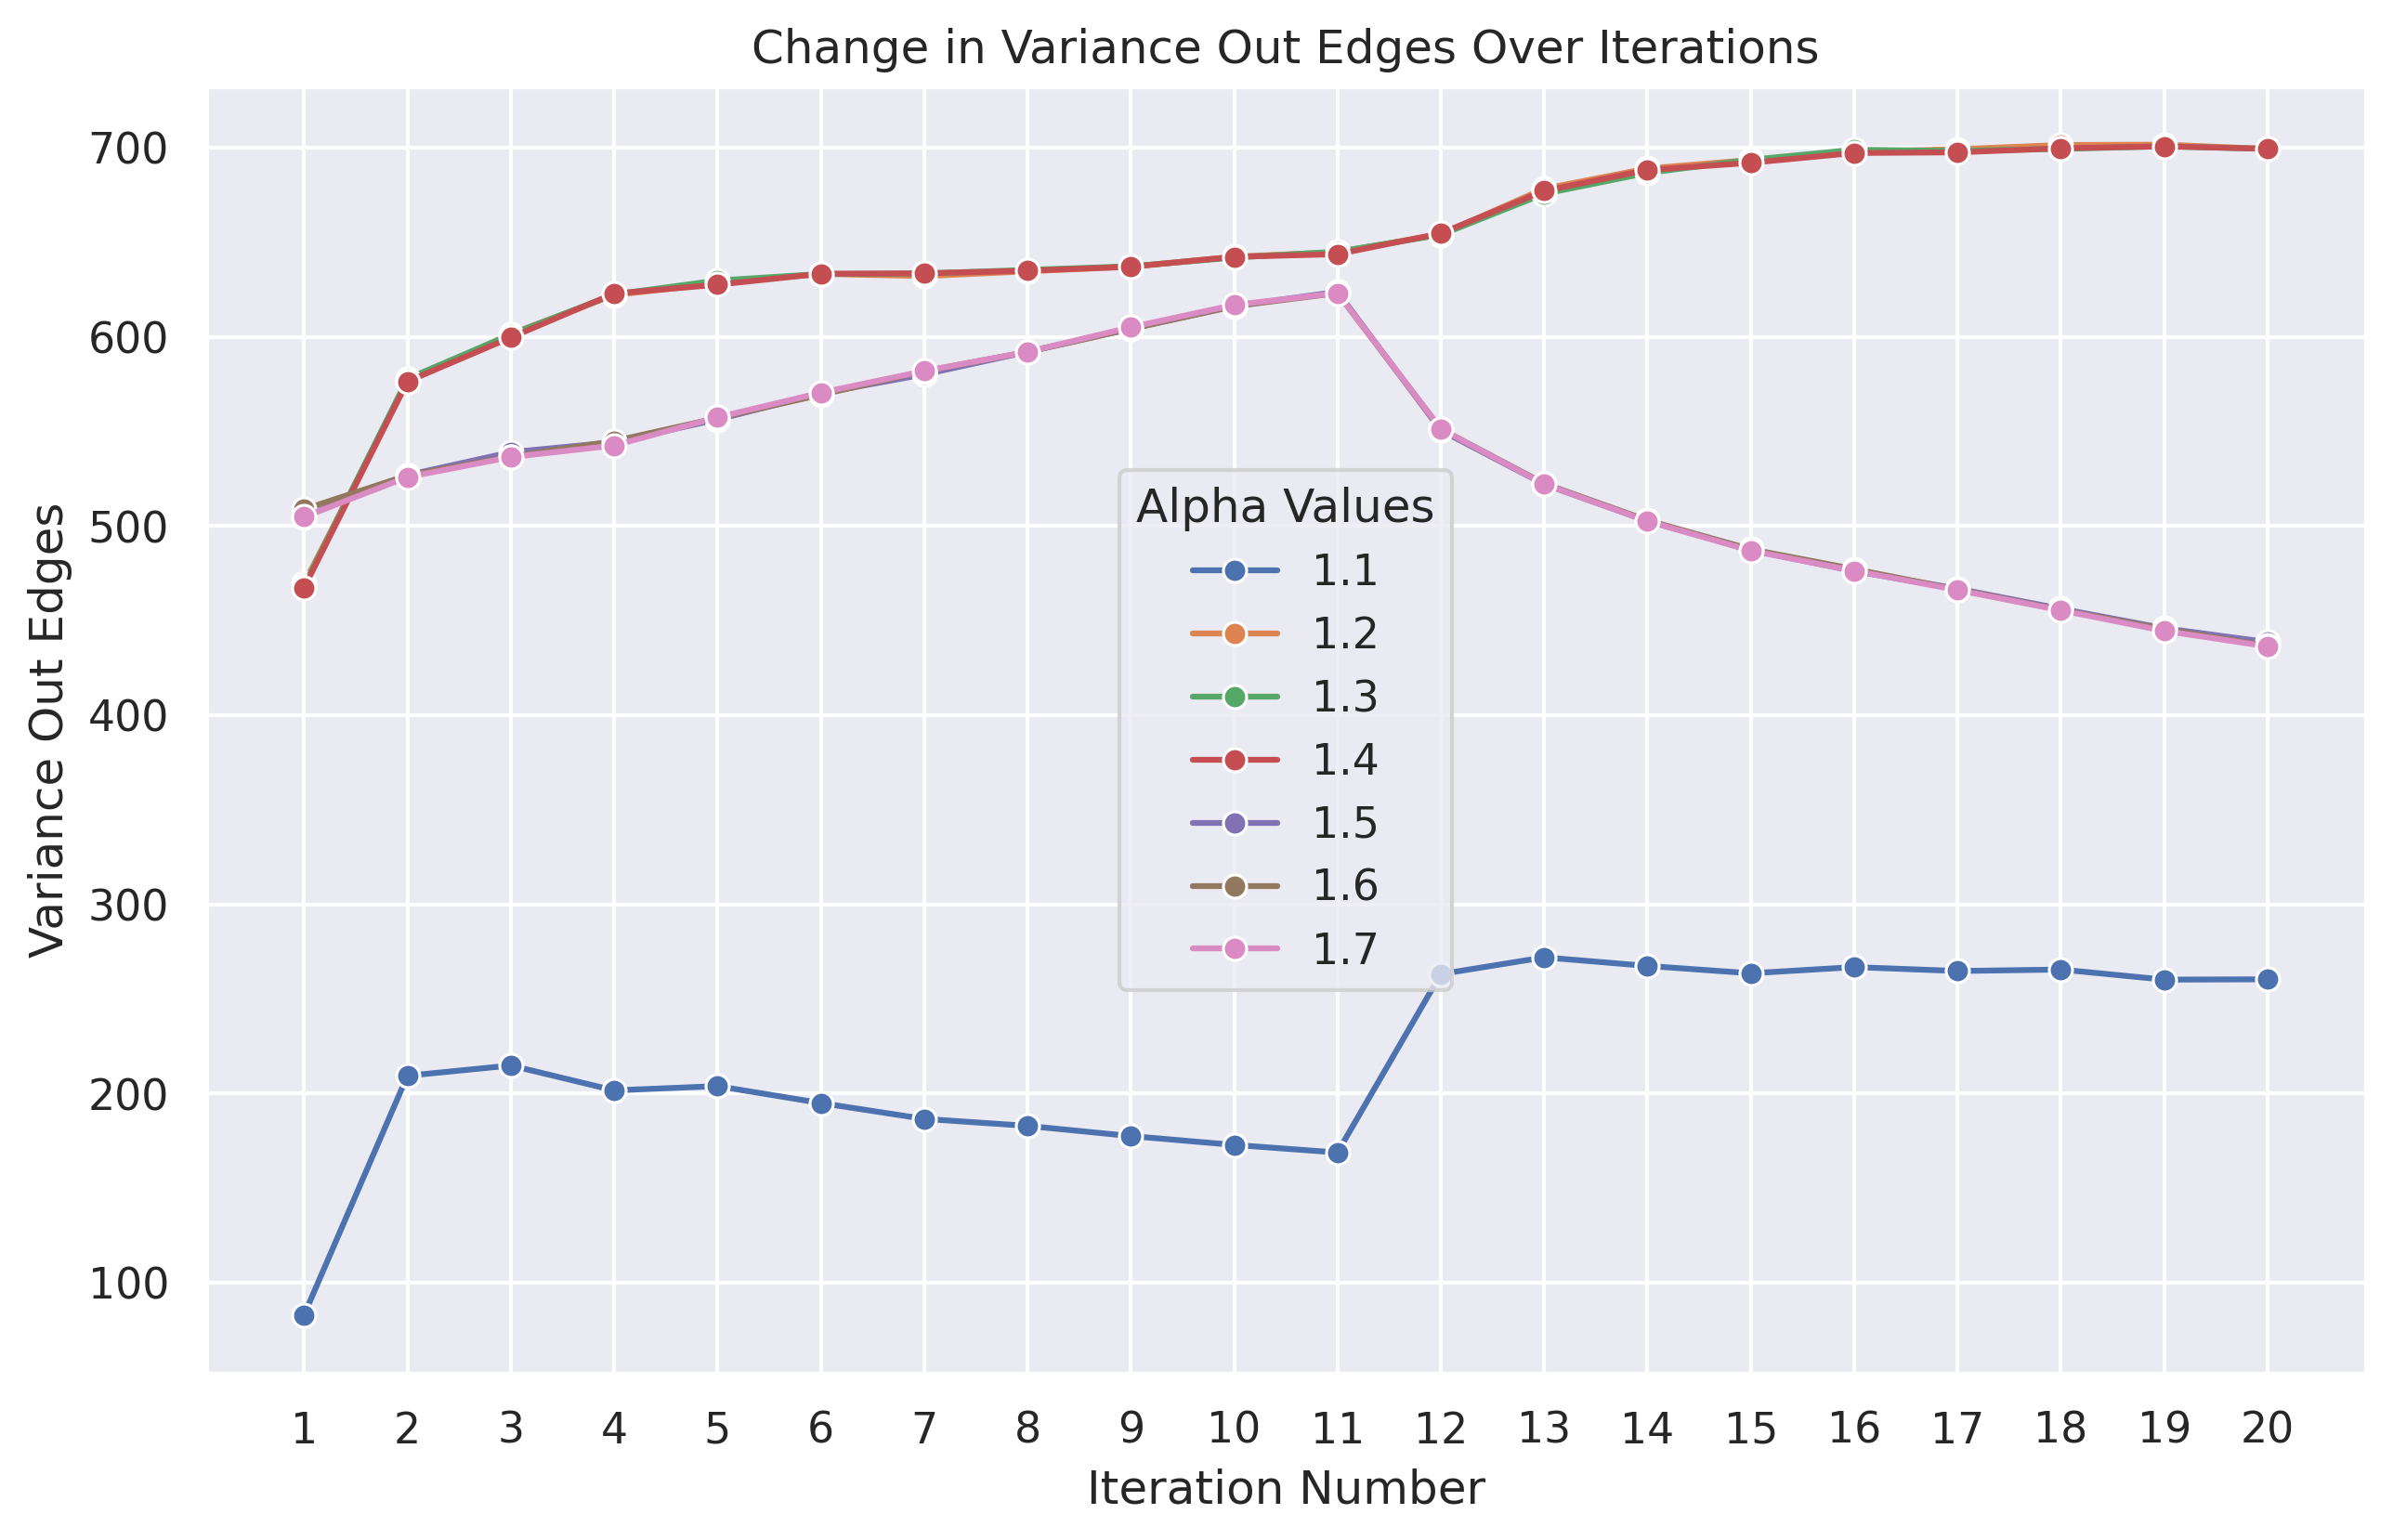 Change in Variance Out Edges Over Iterations
Variance Out Edges
700
600
500
400
300
200
100
Alpha Values
1.1
1.2
1.3
1.4
1.5
1.6
1.7
1 2 3 4 5 6 7 8 9 10 11 12 13 14 15 16 17 18 19 20
Iteration Number